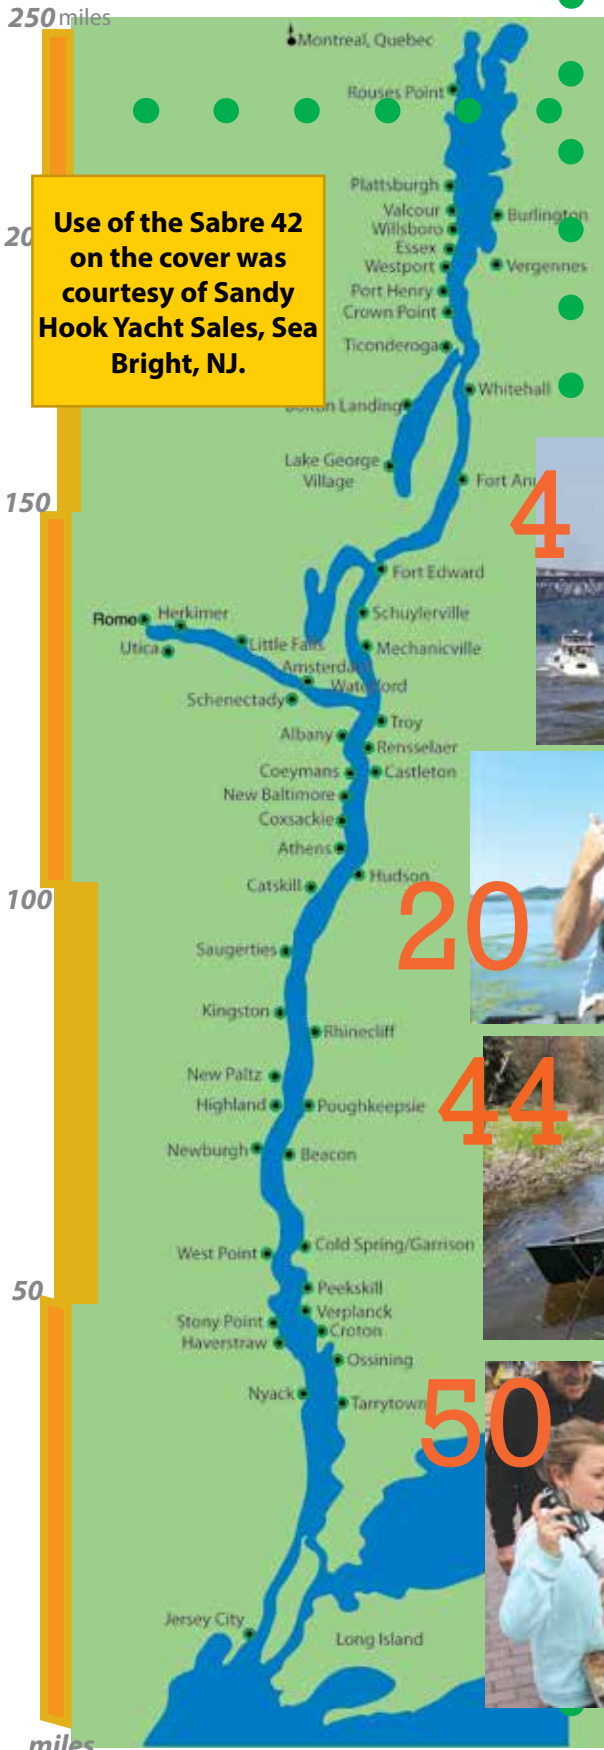 250 miles
Montreal, Quebec
Rouses Point
Plattsburgh
Valcour
Burlington
Willsboro
Essex
Westport
Vergennes
Port Henry
Crown Point
Ticonderoga
20
Use of the Sabre 42
on the cover was
courtesy of Sandy
Hook Yacht Sales, Sea
Bright, NJ.
Whitehall
Landing
Lake George
Village
Fort
4
150
Fort Edward
Rome
Herkimer
Schuylerville
Utica
Little Falls
Mechanicville
Amsterdam
Waterford
Schenectady
Troy
Albany
Rensselaer
Coeymans
Castleton
New Baltimore
Coxsackie
Athens
Hudson
Catskill
100
20
Saugerties
Kingston
Rhinecliff
New Paltz
Highland
Poughkeepsie
44
Newburgh
Beacon
West Point
Cold Spring/Garrison
50
Peekskill
Verplanck
Stony Point
Croton
Haverstraw
Ossining
Nyack
Tarrytown
50
Jersey City
Long Island
miles